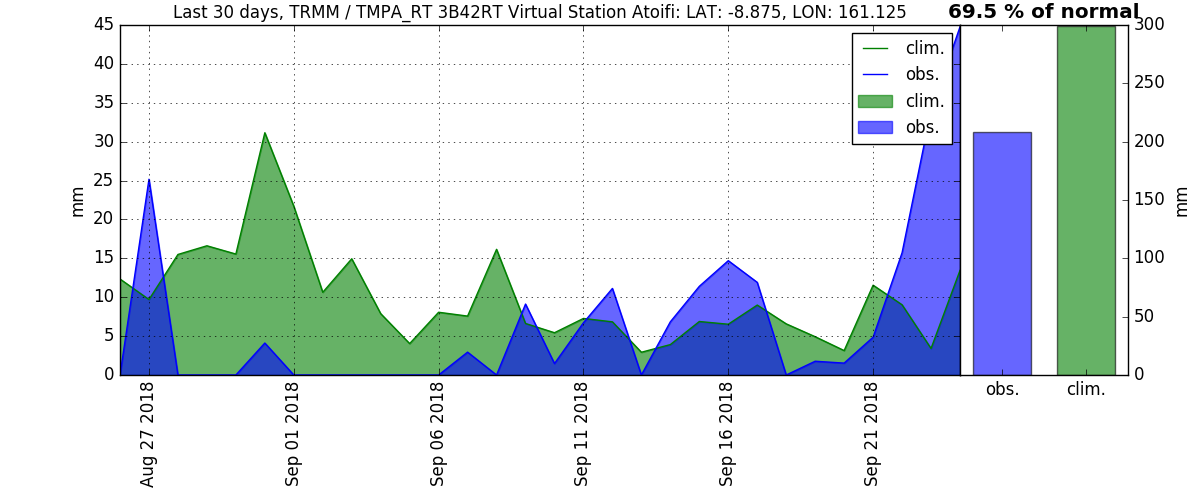 Last 30 days, TRMM / TMPA_RT 3B42RT Virtual Station Atoifi: LAT: -8.875, LON: 161.125
69.5 % of normal
45
40
35
30
25
20
15
10
5
0
mm
clim.
obs.
clim.
obs.
300
250
200
150
100
50
0
mm
Aug 27 2018
Sep 01 2018
Sep 06 2018
Sep 11 2018
Sep 16 2018
Sep 21 2018
obs.
clim.